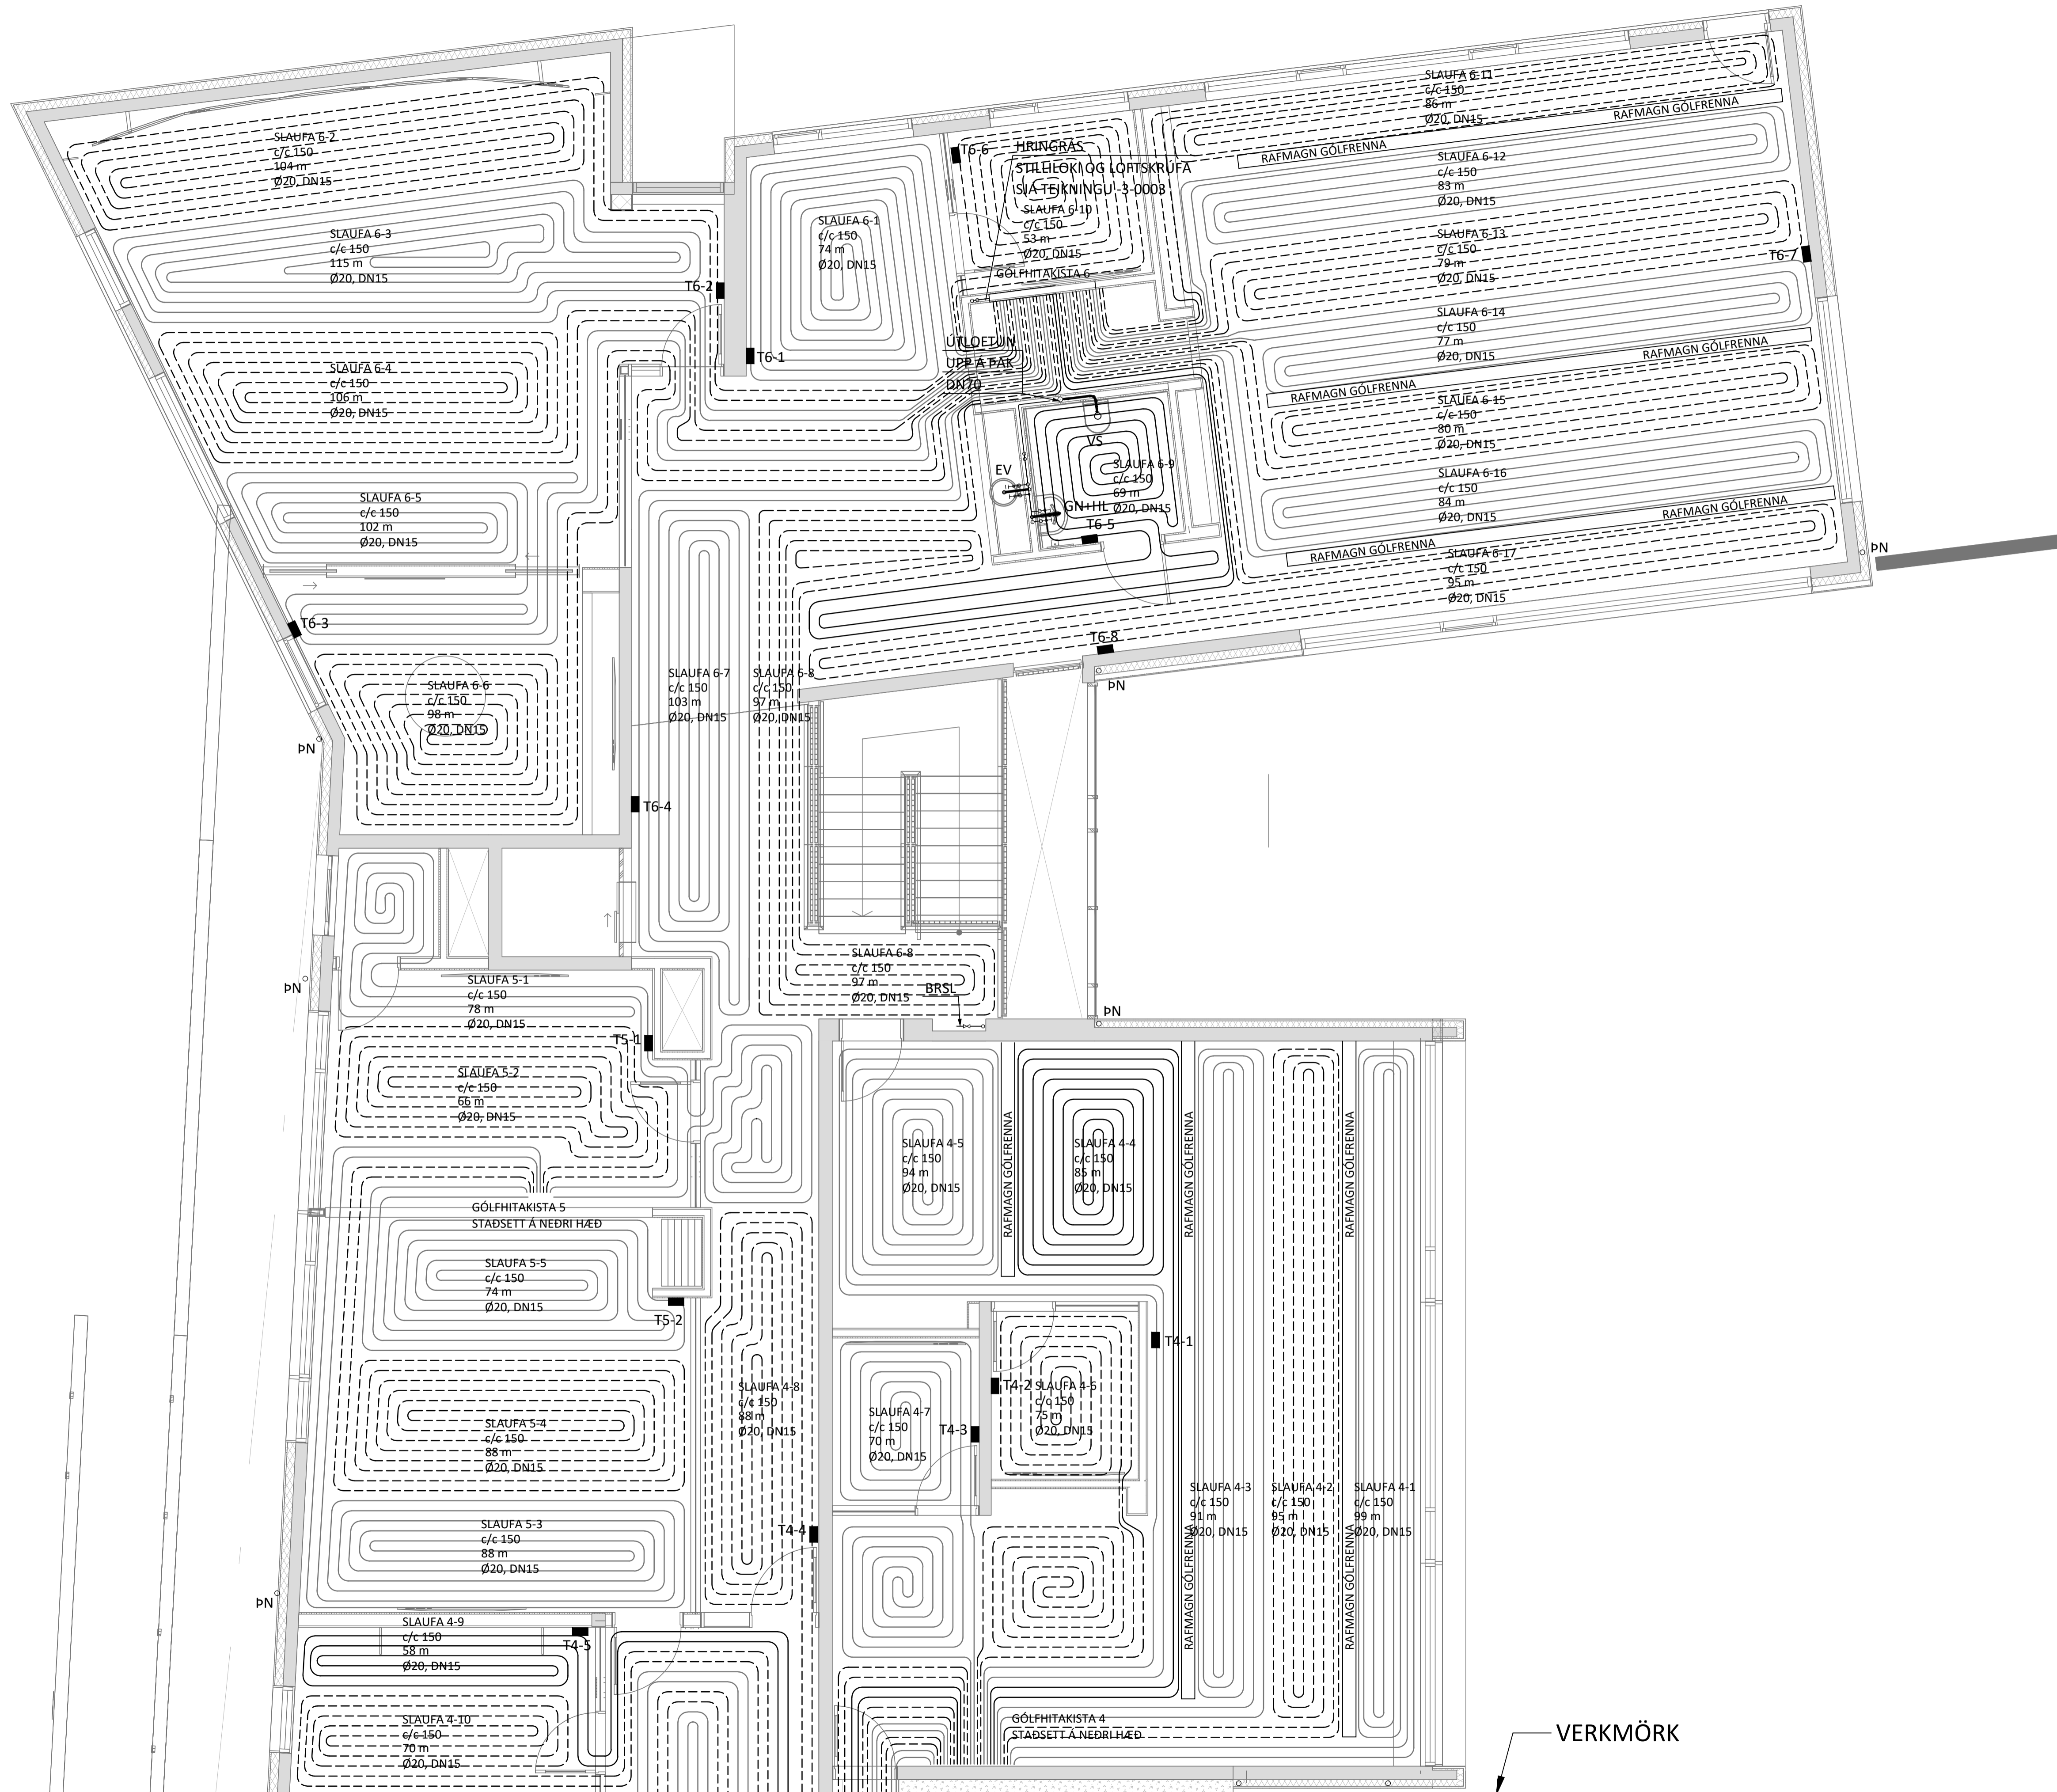 SLAUFA 6-11
c/c 150
86 m
Ø20, DN15
RAFMAGN GÓLFRENNA
RAFMAGN GÓLFRENNA
SLAUFA 6-2
c/c 150
104 m
Ø20, DN15
T6-6
HRINGRÁS
STILLILOKI OG LOFTSKRÚFA
SJÁ TEIKNINGU -3-0003
SLAUFA 6-10
c/c 150
53 m
Ø20, DN15
GÓLFHITAKISTA 6
SLAUFA 6-12
c/c 150
83 m
Ø20, DN15
SLAUFA 6-1
c/c 150
74 m
Ø20, DN15
SLAUFA 6-3
c/c 150
115 m
Ø20, DN15
SLAUFA 6-13
c/c 150
79 m
Ø20, DN15
T6-7
T6-2
T6-1
SLAUFA 6-14
c/c 150
77 m
Ø20, DN15
RAFMAGN GÓLFRENNA
RAFMAGN GÓLFRENNA
ÚTLOFTUN
UPP Á ÞAK
DN70
SLAUFA 6-4
c/c 150
106 m
Ø20, DN15
SLAUFA 6-15
c/c 150
80 m
Ø20, DN15
VS
EV
SLAUFA 6-9
c/c 150
69 m
Ø20, DN15
GN+HL
T6-5
SLAUFA 6-16
c/c 150
84 m
Ø20, DN15
RAFMAGN GÓLFRENNA
RAFMAGN GÓLFRENNA
SLAUFA 6-5
c/c 150
102 m
Ø20, DN15
SLAUFA 6-17
c/c 150
95 m
Ø20, DN15
ÞN
T6-3
T6-8
ÞN
SLAUFA 6-6
c/c 150
98 m
Ø20, DN15
SLAUFA 6-7
c/c 150
103 m
Ø20, DN15
SLAUFA 6-8
c/c 150
97 m
Ø20, DN15
ÞN
T6-4
SLAUFA 6-8
c/c 150
97 m
Ø20, DN15
BRSL
ÞN
ÞN
SLAUFA 5-1
c/c 150
78 m
Ø20, DN15
T5-1
SLAUFA 5-2
c/c 150
66 m
Ø20, DN15
SLAUFA 4-5
c/c 150
94 m
Ø20, DN15
RAFMAGN GÓLFRENNA
SLAUFA 4-4
c/c 150
85 m
Ø20, DN15
RAFMAGN GÓLFRENNA
RAFMAGN GÓLFRENNA
GÓLFHITAKISTA 5
STAÐSETT Á NEÐRI HÆÐ
SLAUFA 5-5
c/c 150
74 m
Ø20, DN15
T5-2
T4-1
SLAUFA 4-8
c/c 150
88 m
Ø20, DN15
T4-2
SLAUFA 4-6
c/c 150
75 m
Ø20, DN15
SLAUFA 4-7
c/c 150
70 m
Ø20, DN15
T4-3
SLAUFA 5-4
c/c 150
88 m
Ø20, DN15
SLAUFA 4-3
c/c 150
91 m
Ø20, DN15
SLAUFA 4-2
c/c 150
95 m
Ø20, DN15
SLAUFA 4-1
c/c 150
99 m
Ø20, DN15
SLAUFA 5-3
c/c 150
88 m
Ø20, DN15
T4-4
RAFMAGN GÓLFRENNA
RAFMAGN GÓLFRENNA
ÞN
SLAUFA 4-9
c/c 150
58 m
Ø20, DN15
T4-5
SLAUFA 4-10
c/c 150
70 m
Ø20, DN15
GÓLFHITAKISTA 4
STAÐSETT Á NEÐRI HÆÐ
VERKMÖRK